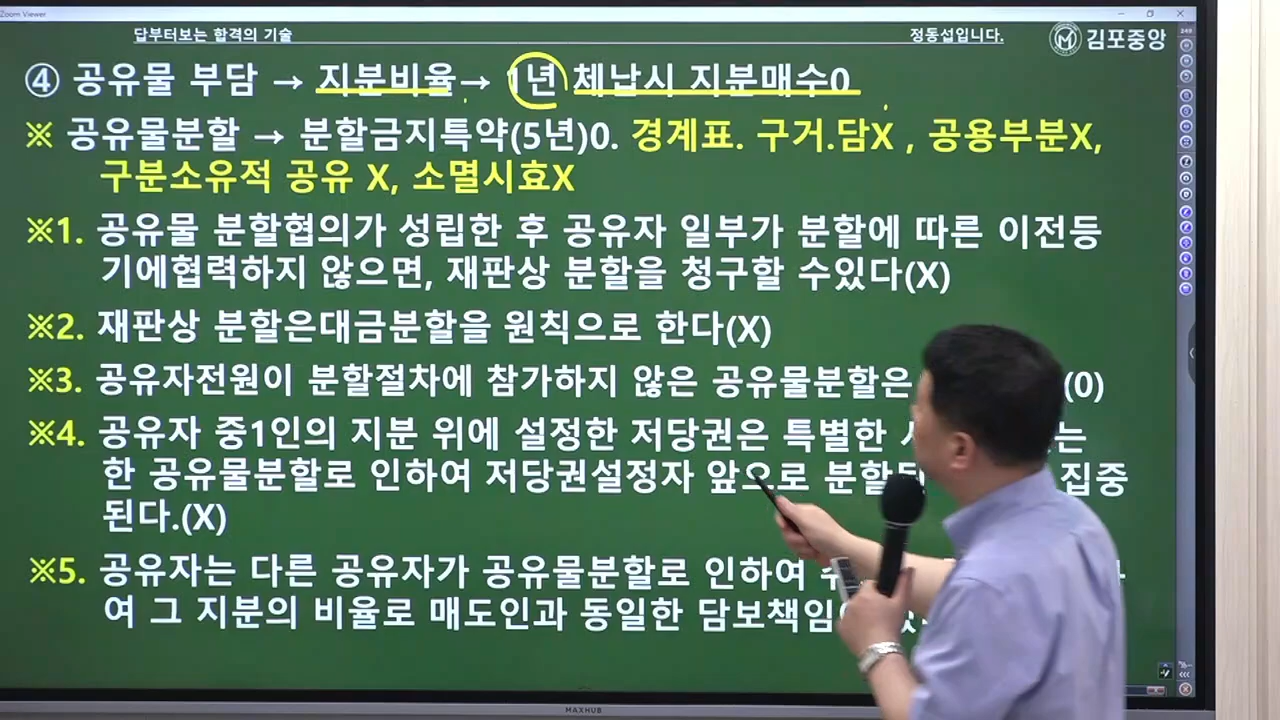 Zoom Viewer
답부터보는 합격의 기술 정동섭입니다. 김포중앙
④ 공유물 부담 → 지분비율→ 1년 체납시 지분매수0
※ 공유물분할 → 분할금지특약(5년)0. 경계표. 구거.담X , 공용부분X,
구분소유적 공유 X, 소멸시효X
※1. 공유물 분할협의가 성립한 후 공유자 일부가 분할에 따른 이전등
기에협력하지 않으면, 재판상 분할을 청구할 수있다(X)
※2. 재판상 분할은대금분할을 원칙으로 한다(X)
※3. 공유자전원이 분할절차에 참가하지 않은 공유물분할은 (0)
※4. 공유자 중1인의 지분 위에 설정한 저당권은 특별한
한 공유물분할로 인하여 저당권설정자 앞으로 집중
된다.(X)
※5. 공유자는 다른 공유자가 공유물분할로 인하여
여 그 지분의 비율로 매도인과 동일한
MAXHUB